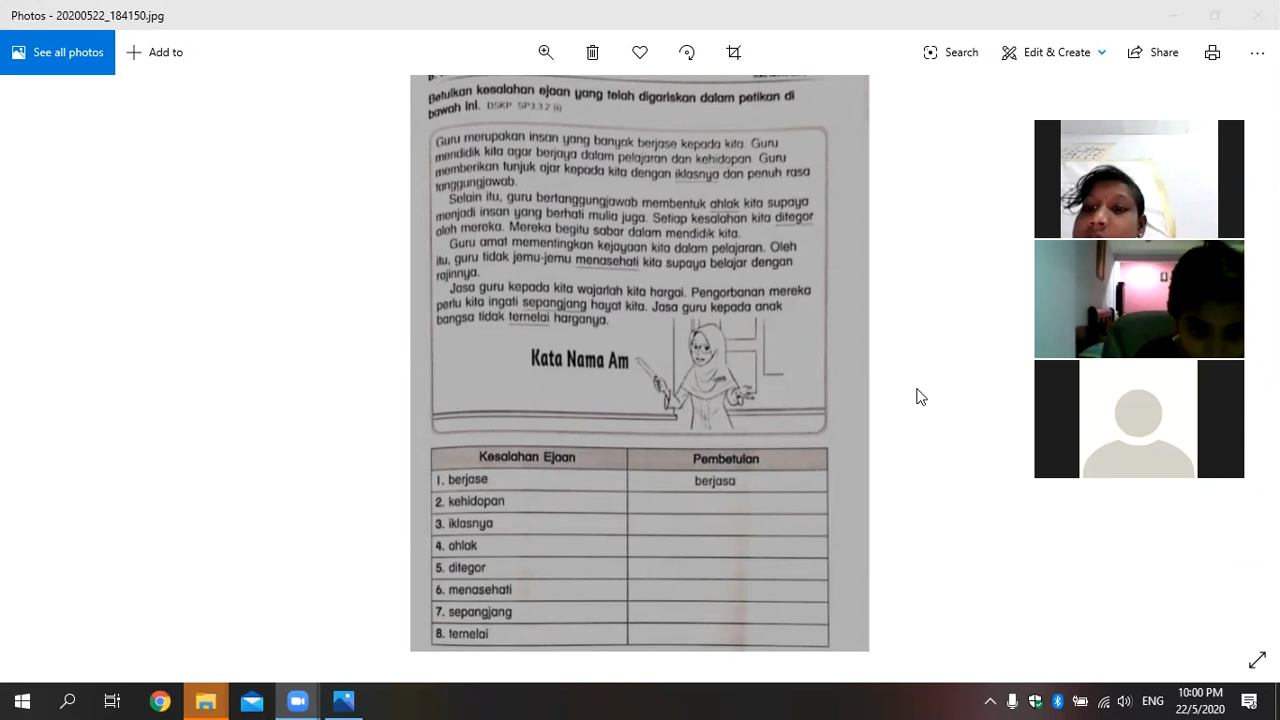 Photos - 20200522_184150.jpg
See all photos
Add to
Search
Edit & Create
Share
Betulkan kesalahan ejaan yang telah digariskan dalam petikan di
bawah ini. DSKP SP3.3.2 (i)
Guru merupakan insan yang banyak berjase kepada kita. Guru
mendidik kita agar berjaya dalam pelajaran dan kehidopan. Guru
memberikan tunjuk ajar kepada kita dengan iklasnya dan penuh rasa
tanggungjawab.
Selain itu, guru bertanggungjawab membentuk ahlak kita supaya
menjadi insan yang berhati mulia juga. Setiap kesalahan kita ditegor
oleh mereka. Mereka begitu sabar dalam mendidik kita.
Guru amat mementingkan kejayaan kita dalam pelajaran. Oleh
itu, guru tidak jemu-jemu menasehati kita supaya belajar dengan
rajinnya.
Jasa guru kepada kita wajarlah kita hargai. Pengorbanan mereka
perlu kita ingati sepangjang hayat kita. Jasa guru kepada anak
bangsa tidak ternelai harganya.
Kata Nama Am
Kesalahan Ejaan Pembetulan
1. berjase berjasa
2. kehidopan
3. iklasnya
4. ahlak
5. ditegor
6. menasehati
7. sepangjang
8. ternelai
ENG
10:00 PM
22/5/2020